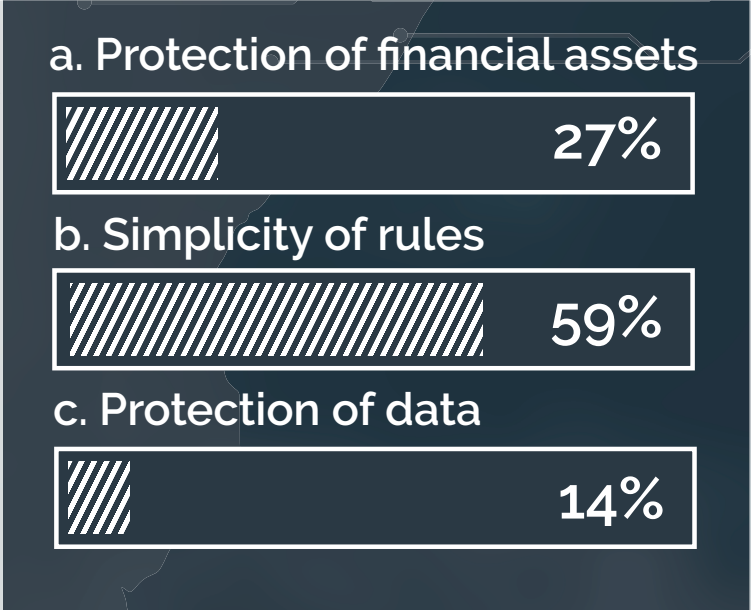 a. Protection of financial assets
27%
b. Simplicity of rules
59%
c. Protection of data
14%